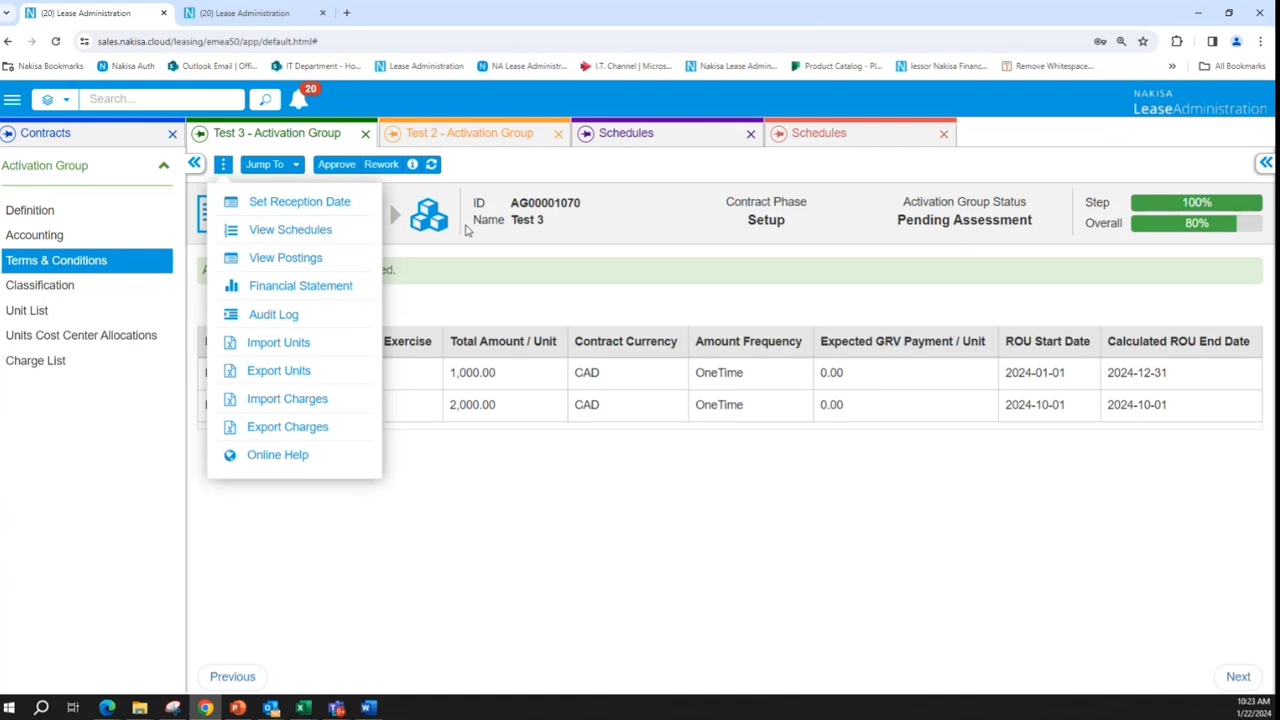 (20) Lease Administration
(20) Lease Administration
sales.nakisa.cloud/leasing/emea50/app/default.html#
Nakisa Bookmarks
Nakisa Auth
Outlook Email | Offi...
IT Department - Ho...
Lease Administration
NA Lease Administr...
I.T. Channel | Micros...
Nakisa Lease Admin...
Product Catalog - Pl...
lessor Nakisa Financ...
Remove Whitespace...
»
All Bookmarks
Search...
20
NAKISA
LeaseAdministration
Contracts
Test 3 - Activation Group
Test 2 - Activation Group
Schedules
Schedules
Activation Group
Jump To
Approve
Rework
Definition
Accounting
Terms & Conditions
Classification
Unit List
Units Cost Center Allocations
Charge List
Set Reception Date
View Schedules
View Postings
Financial Statement
Audit Log
Import Units
Export Units
Import Charges
Export Charges
Online Help
ID AG00001070
Name Test 3
Contract Phase
Setup
Activation Group Status
Pending Assessment
Step 100%
Overall 80%
ed.
Exercise Total Amount / Unit Contract Currency Amount Frequency Expected GRV Payment / Unit ROU Start Date Calculated ROU End Date
1,000.00 CAD OneTime 0.00 2024-01-01 2024-12-31
2,000.00 CAD OneTime 0.00 2024-10-01 2024-10-01
Previous
Next
10:23 AM
1/22/2024